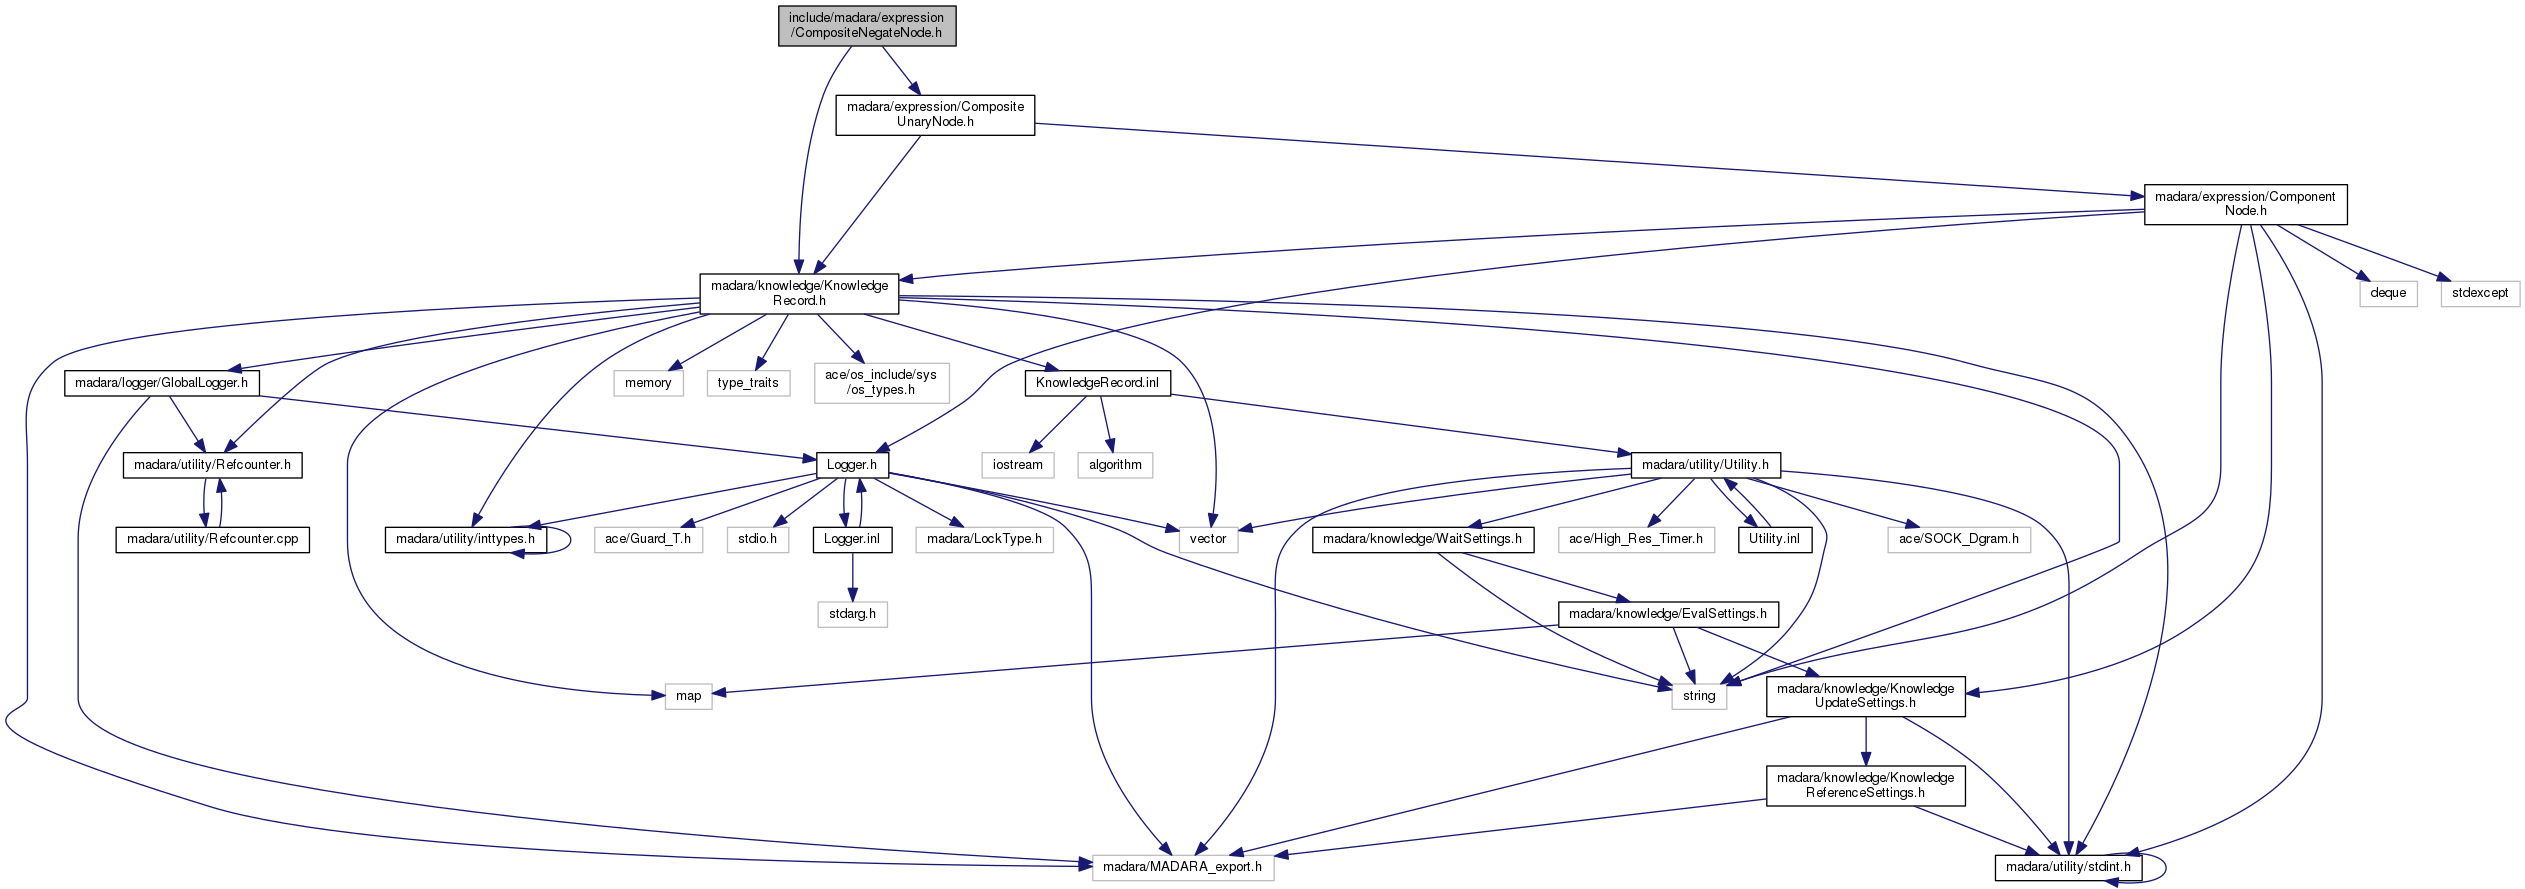 include/madara/expression
/CompositeNegateNode.h
madara/expression/Composite
UnaryNode.h
madara/expression/Component
Node.h
madara/knowledge/Knowledge
Record.h
deque
stdexcept
madara/logger/GlobalLogger.h
memory
type_traits
ace/os_include/sys
/os_types.h
KnowledgeRecord.inl
madara/utility/Refcounter.h
Logger.h
iostream
algorithm
madara/utility/Utility.h
madara/utility/Refcounter.cpp
madara/utility/inttypes.h
ace/Guard_T.h
stdio.h
Logger.inl
madara/LockType.h
vector
madara/knowledge/WaitSettings.h
ace/High_Res_Timer.h
Utility.inl
ace/SOCK_Dgram.h
stdarg.h
madara/knowledge/EvalSettings.h
map
string
madara/knowledge/Knowledge
UpdateSettings.h
madara/knowledge/Knowledge
ReferenceSettings.h
madara/MADARA_export.h
madara/utility/stdint.h